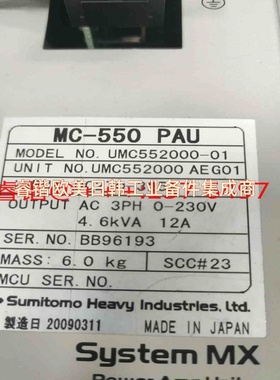 MC-550 PAU
MODEL NO. UMC552000-01
UNIT NO. UMC552000 AEG01
睿锴欧美日韩工业备件集成商
OUTPUT AC 3PH 0-230V
4.6kVA 12A
SER. NO. BB96193
MASS: 6.0 kg SCC#23
MCU SER. NO.
Sumitomo Heavy Industries, Ltd.
製造日 20090311 MADE IN JAPAN
System MX